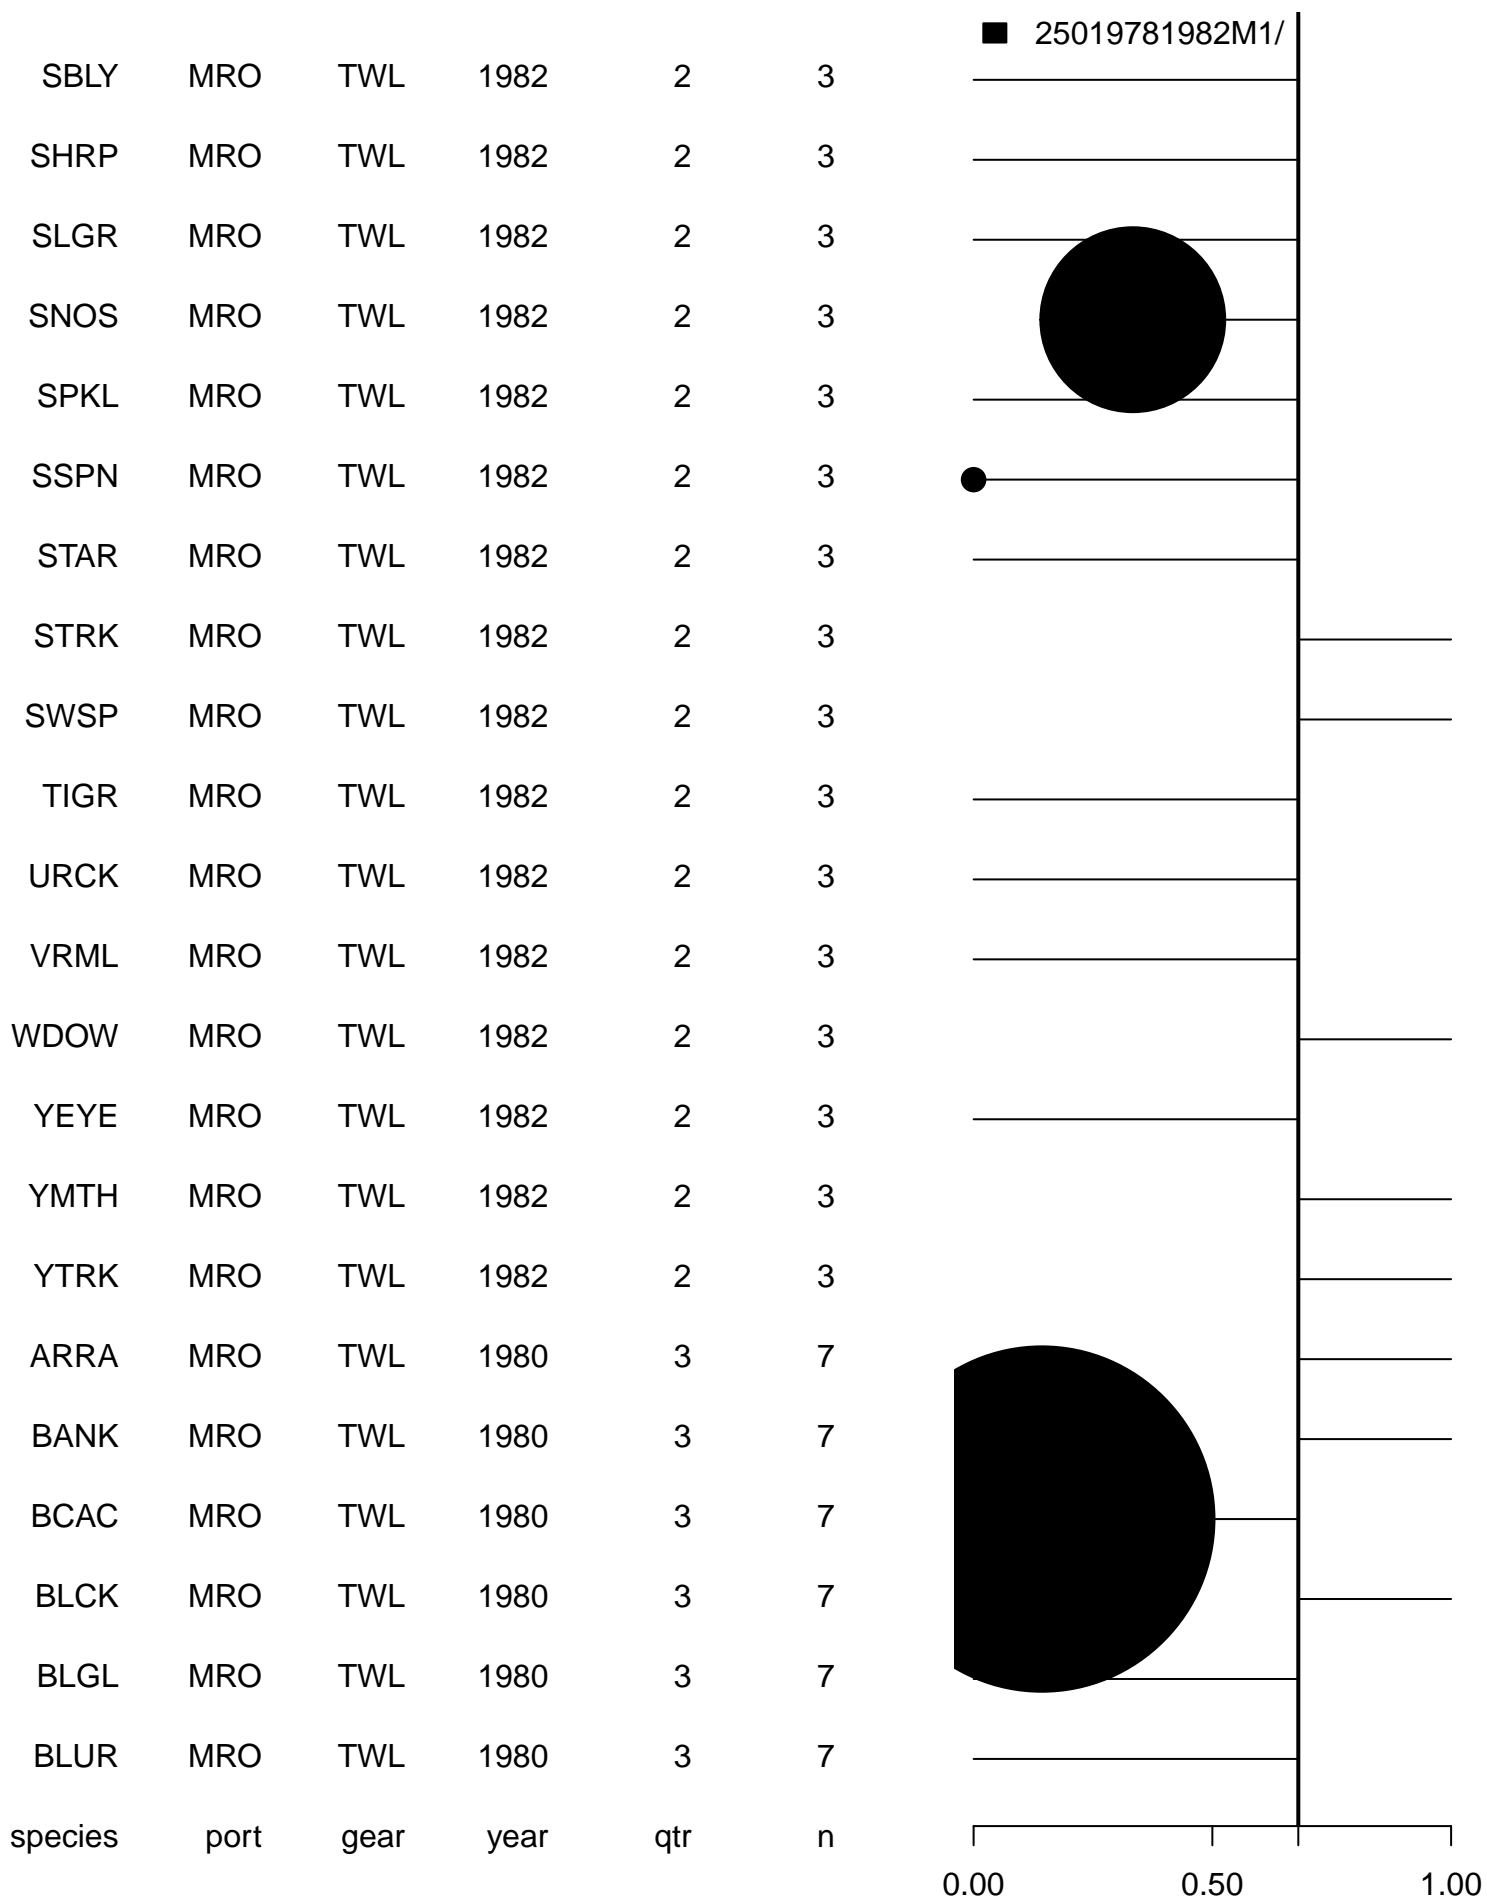 25019781982M1/
SBLY MRO TWL 1982 2 3
SHRP MRO TWL 1982 2 3
SLGR MRO TWL 1982 2 3
SNOS MRO TWL 1982 2 3
SPKL MRO TWL 1982 2 3
SSPN MRO TWL 1982 2 3
STAR MRO TWL 1982 2 3
STRK MRO TWL 1982 2 3
SWSP MRO TWL 1982 2 3
TIGR MRO TWL 1982 2 3
URCK MRO TWL 1982 2 3
VRML MRO TWL 1982 2 3
WDOW MRO TWL 1982 2 3
YEYE MRO TWL 1982 2 3
YMTH MRO TWL 1982 2 3
YTRK MRO TWL 1982 2 3
ARRA MRO TWL 1980 3 7
BANK MRO TWL 1980 3 7
BCAC MRO TWL 1980 3 7
BLCK MRO TWL 1980 3 7
BLGL MRO TWL 1980 3 7
BLUR MRO TWL 1980 3 7
species port gear year qtr n
0.00 0.50 1.00